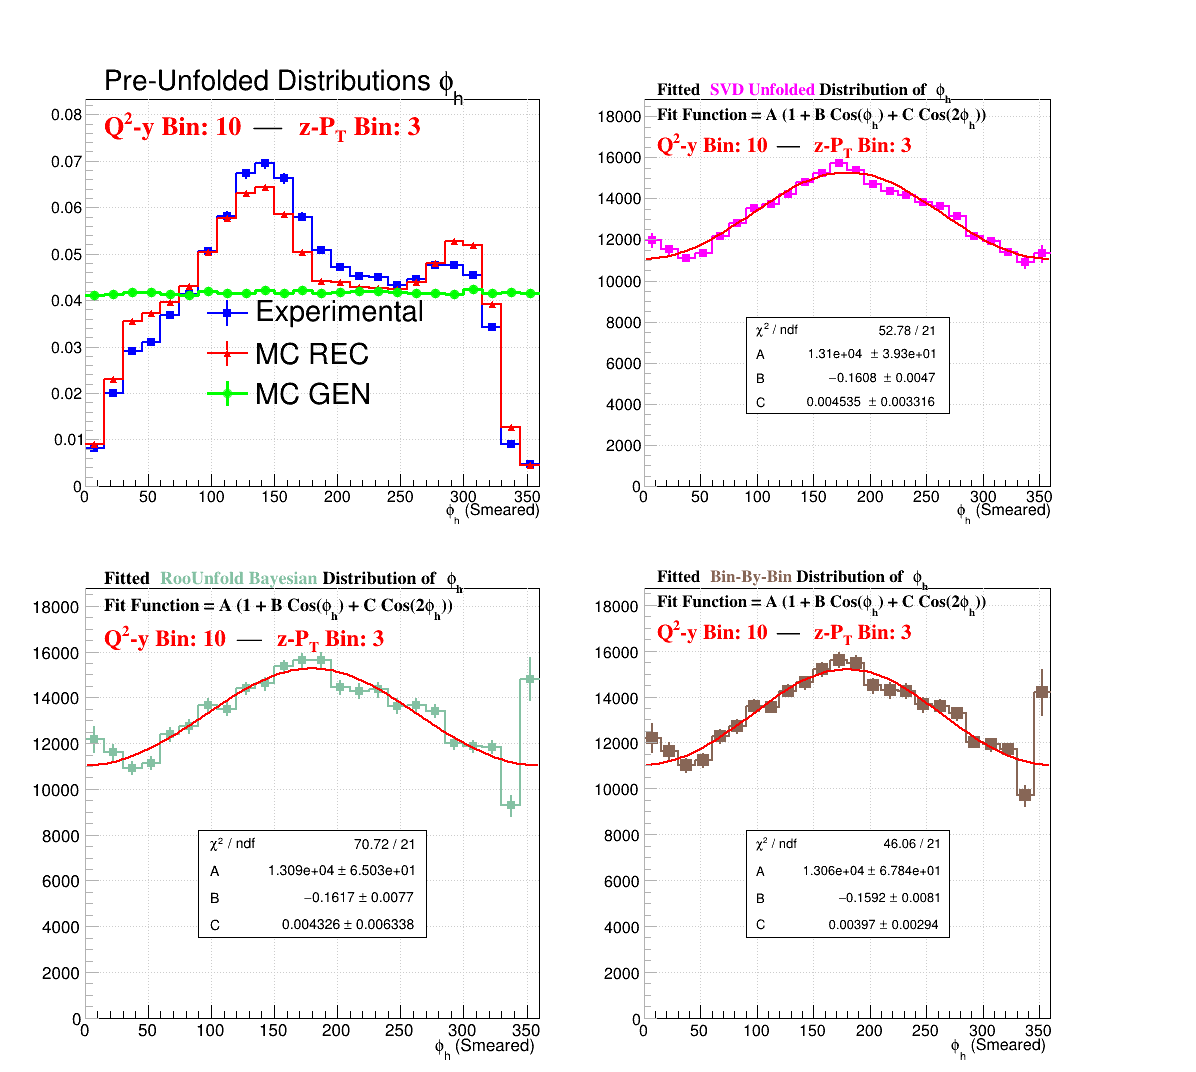 Pre-Unfolded Distributions ϕh
Q²-y Bin: 10 — z-PT Bin: 3
0.08
0.07
0.06
0.05
0.04
0.03
0.02
0.01
0
Experimental
MC REC
MC GEN
0 50 100 150 200 250 300 350
ϕh (Smeared)
Fitted SVD Unfolded Distribution of ϕh
Fit Function = A (1 + B Cos(ϕh) + C Cos(2ϕh))
Q²-y Bin: 10 — z-PT Bin: 3
18000
16000
14000
12000
10000
8000
6000
4000
2000
0
χ² / ndf 52.78 / 21
A 1.31e+04 ± 3.93e+01
B −0.1608 ± 0.0047
C 0.004535 ± 0.003316
0 50 100 150 200 250 300 350
ϕh (Smeared)
Fitted RooUnfold Bayesian Distribution of ϕh
Fit Function = A (1 + B Cos(ϕh) + C Cos(2ϕh))
Q²-y Bin: 10 — z-PT Bin: 3
18000
16000
14000
12000
10000
8000
6000
4000
2000
0
χ² / ndf 70.72 / 21
A 1.309e+04 ± 6.503e+01
B −0.1617 ± 0.0077
C 0.004326 ± 0.006338
0 50 100 150 200 250 300 350
ϕh (Smeared)
Fitted Bin-By-Bin Distribution of ϕh
Fit Function = A (1 + B Cos(ϕh) + C Cos(2ϕh))
Q²-y Bin: 10 — z-PT Bin: 3
18000
16000
14000
12000
10000
8000
6000
4000
2000
0
χ² / ndf 46.06 / 21
A 1.306e+04 ± 6.784e+01
B −0.1592 ± 0.0081
C 0.00397 ± 0.00294
0 50 100 150 200 250 300 350
ϕh (Smeared)